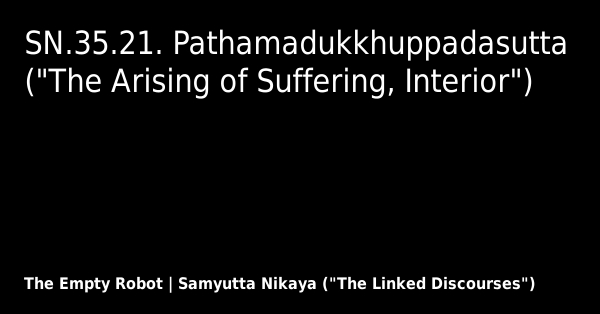 SN.35.21. Pathamadukkhuppadasutta
("The Arising of Suffering, Interior")
The Empty Robot | Samyutta Nikaya ("The Linked Discourses")